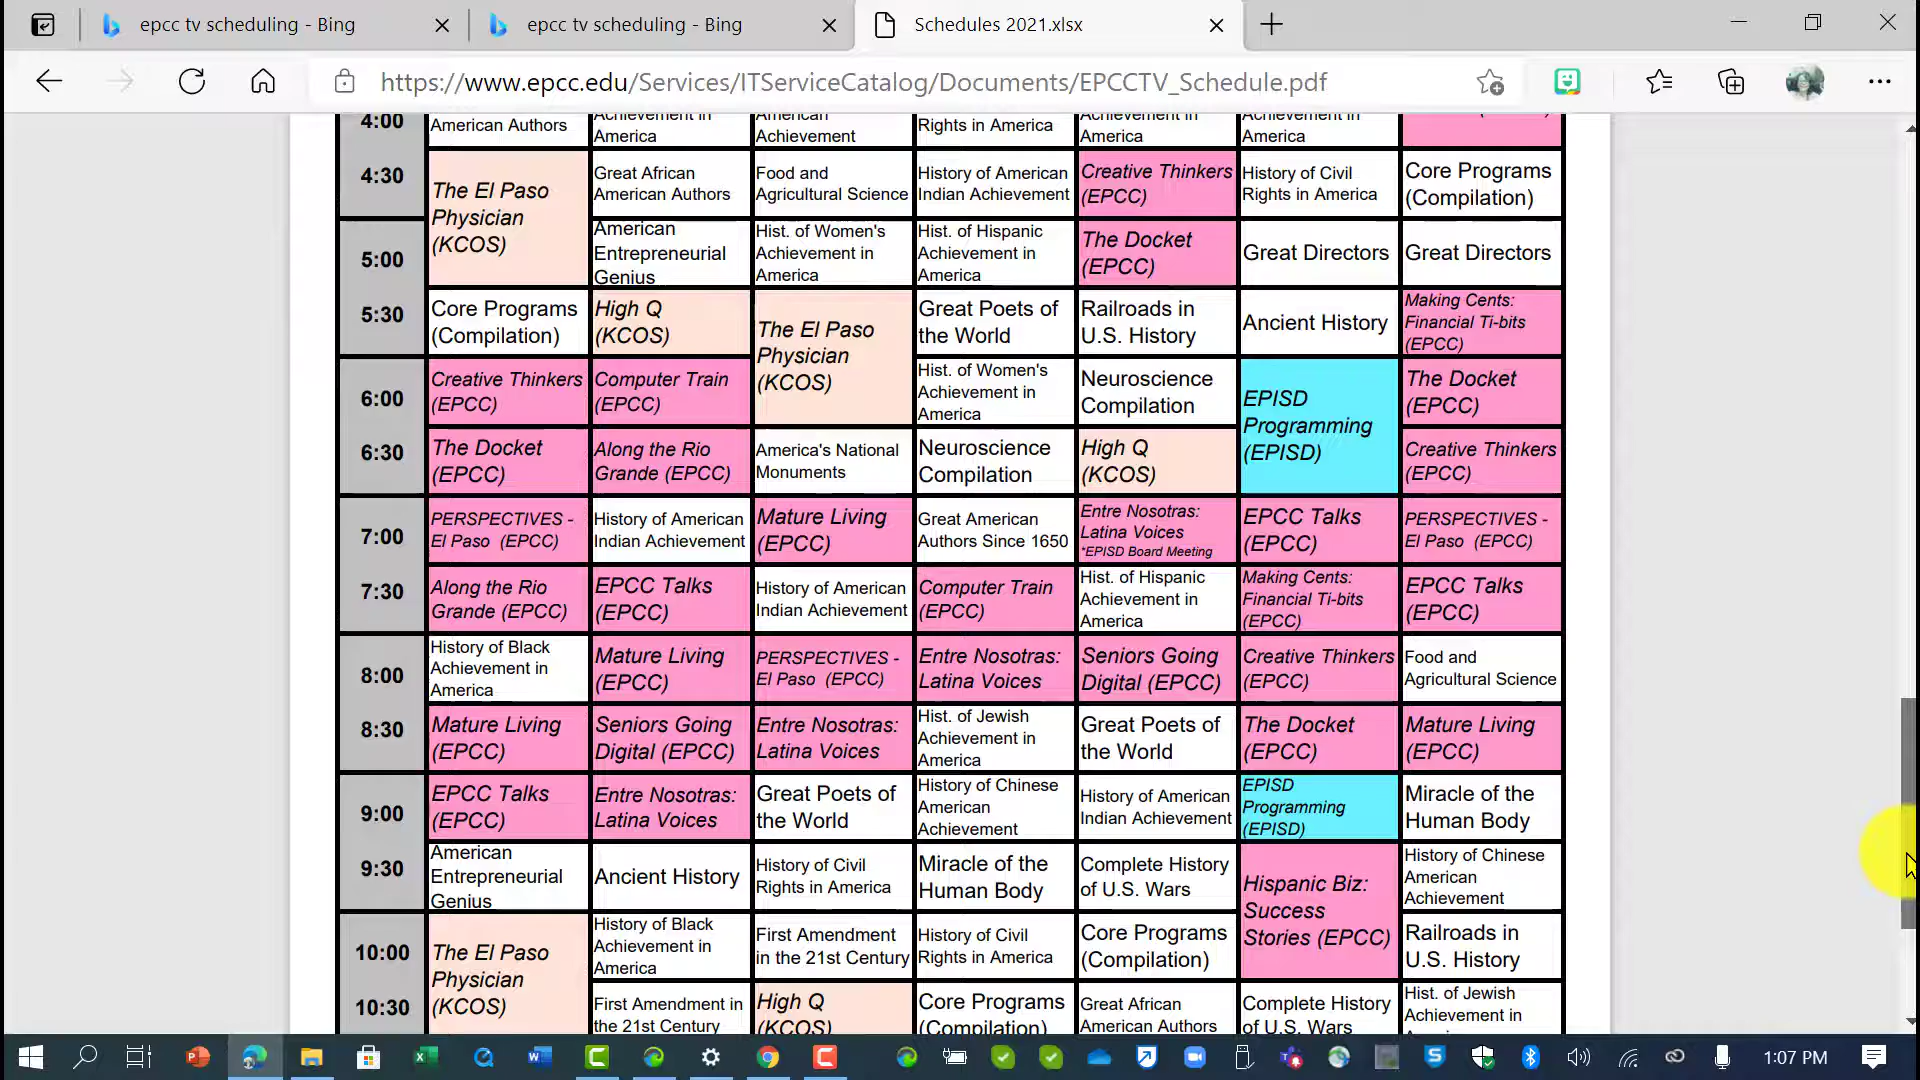 epcc tv scheduling - Bing
epcc tv scheduling - Bing
Schedules 2021.xlsx
https://www.epcc.edu/Services/ITServiceCatalog/Documents/EPCCTV_Schedule.pdf
4:00
American Authors
Achievement in
America
American
Achievement
Rights in America
Achievement in
America
Achievement in
America
4:30
The El Paso
Physician
(KCOS)
Great African
American Authors
Food and
Agricultural Science
History of American
Indian Achievement
Creative Thinkers
(EPCC)
History of Civil
Rights in America
Core Programs
(Compilation)
5:00
American
Entrepreneurial
Genius
Hist. of Women's
Achievement in
America
Hist. of Hispanic
Achievement in
America
The Docket
(EPCC)
Great Directors
Great Directors
5:30
Core Programs
(Compilation)
High Q
(KCOS)
The El Paso
Physician
(KCOS)
Great Poets of
the World
Railroads in
U.S. History
Ancient History
Making Cents:
Financial Ti-bits
(EPCC)
6:00
Creative Thinkers
(EPCC)
Computer Train
(EPCC)
Hist. of Women's
Achievement in
America
Neuroscience
Compilation
EPISD
Programming
(EPISD)
The Docket
(EPCC)
6:30
The Docket
(EPCC)
Along the Rio
Grande (EPCC)
America's National
Monuments
Neuroscience
Compilation
High Q
(KCOS)
Creative Thinkers
(EPCC)
7:00
PERSPECTIVES -
El Paso (EPCC)
History of American
Indian Achievement
Mature Living
(EPCC)
Great American
Authors Since 1650
Entre Nosotras:
Latina Voices
*EPISD Board Meeting
EPCC Talks
(EPCC)
PERSPECTIVES -
El Paso (EPCC)
7:30
Along the Rio
Grande (EPCC)
EPCC Talks
(EPCC)
History of American
Indian Achievement
Computer Train
(EPCC)
Hist. of Hispanic
Achievement in
America
Making Cents:
Financial Ti-bits
(EPCC)
EPCC Talks
(EPCC)
8:00
History of Black
Achievement in
America
Mature Living
(EPCC)
PERSPECTIVES -
El Paso (EPCC)
Entre Nosotras:
Latina Voices
Seniors Going
Digital (EPCC)
Creative Thinkers
(EPCC)
Food and
Agricultural Science
8:30
Mature Living
(EPCC)
Seniors Going
Digital (EPCC)
Entre Nosotras:
Latina Voices
Hist. of Jewish
Achievement in
America
Great Poets of
the World
The Docket
(EPCC)
Mature Living
(EPCC)
9:00
EPCC Talks
(EPCC)
Entre Nosotras:
Latina Voices
Great Poets of
the World
History of Chinese
American
Achievement
History of American
Indian Achievement
EPISD
Programming
(EPISD)
Miracle of the
Human Body
9:30
American
Entrepreneurial
Genius
Ancient History
History of Civil
Rights in America
Miracle of the
Human Body
Complete History
of U.S. Wars
Hispanic Biz:
Success
Stories (EPCC)
History of Chinese
American
Achievement
10:00
The El Paso
Physician
(KCOS)
History of Black
Achievement in
America
First Amendment
in the 21st Century
History of Civil
Rights in America
Core Programs
(Compilation)
Railroads in
U.S. History
10:30
First Amendment in
the 21st Century
High Q
(KCOS)
Core Programs
(Compilation)
Great African
American Authors
Complete History
of U.S. Wars
Hist. of Jewish
Achievement in
1:07 PM